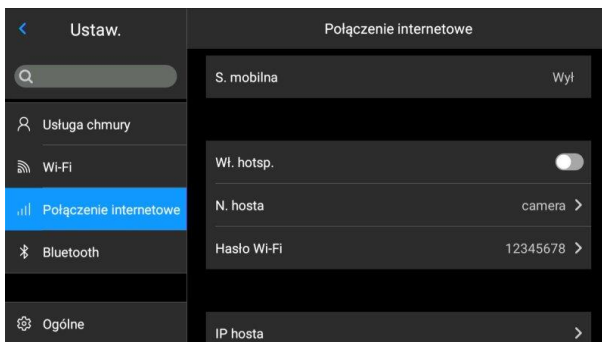 Ustaw.
Połączenie internetowe
S. mobilna
Wył
Usługa chmury
Wi-Fi
Wł. hotsp.
Połączenie internetowe
N. hosta
camera
Bluetooth
Hasło Wi-Fi
12345678
Ogólne
IP hosta